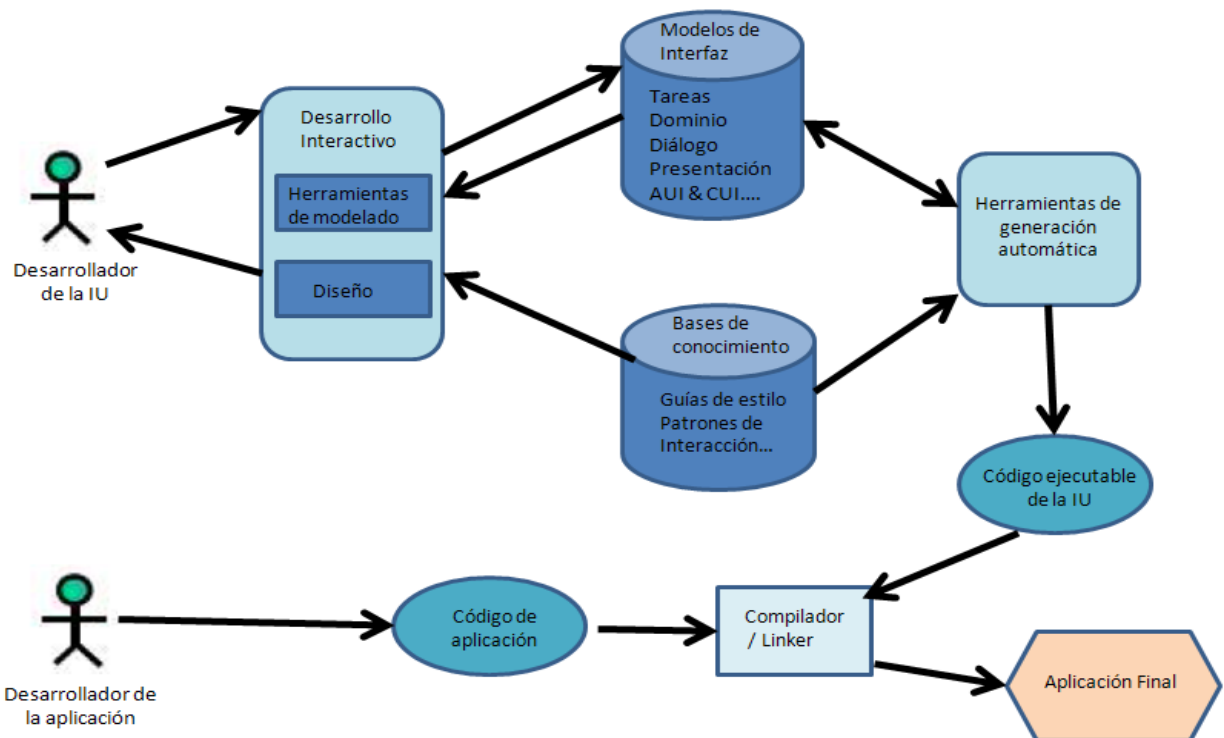 Modelos de
Interfaz
Tareas
Dominio
Diálogo
Presentación
AUI & CUI....
Desarrollo
Interactivo
Herramientas
de modelado
Diseño
Desarrollador
de la IU
Herramientas de
generación
automática
Bases de
conocimiento
Guías de estilo
Patrones de
Interacción...
Código ejecutable
de la IU
Código de
aplicación
Compilador
/ Linker
Aplicación Final
Desarrollador de
la aplicación